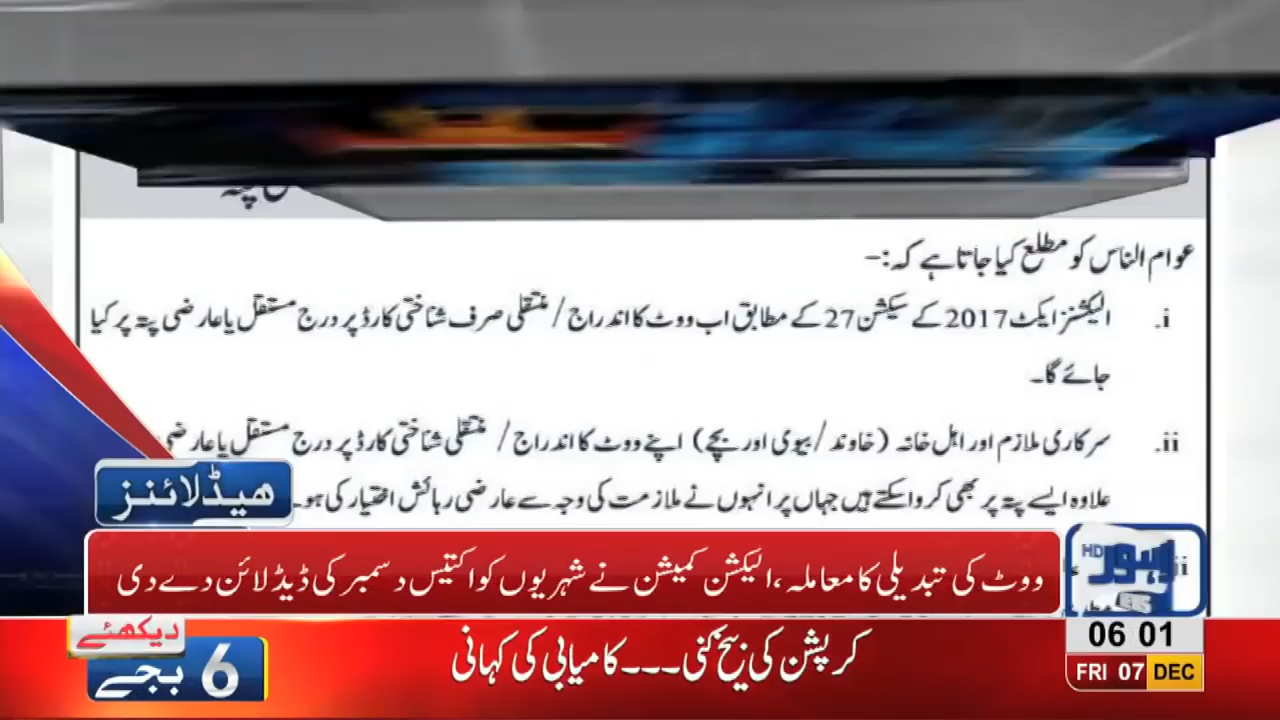 پتہ
عوام الناس کو مطلع کیا جاتا ہے کہ:-
i. الیکشنز ایکٹ 2017 کے سیکشن 27 کے مطابق اب ووٹ کا اندراج / منتقلی صرف شناختی کارڈ پر درج مستقل یا عارضی پتہ پر کیا
جائے گا۔
ii. سرکاری ملازم اور اہل خانہ (خاوند / بیوی اور بچے) اپنے ووٹ کا اندراج / منتقلی شناختی کارڈ پر درج مستقل یا عارضی
علاوہ ایسے پتہ پر بھی کروا سکتے ہیں جہاں پر انہوں نے ملازمت کی وجہ سے عارضی رہائش اختیار کی ہو۔
ہیڈلائنز
ووٹ کی تبدیلی کا معاملہ، الیکشن کمیشن نے شہریوں کو اکتیس دسمبر کی ڈیڈ لائن دے دی
لاہور HD
دیکھئے
6 بجے
کرپشن کی بیخ کنی ۔۔۔ کامیابی کی کہانی
06 01
FRI 07 DEC